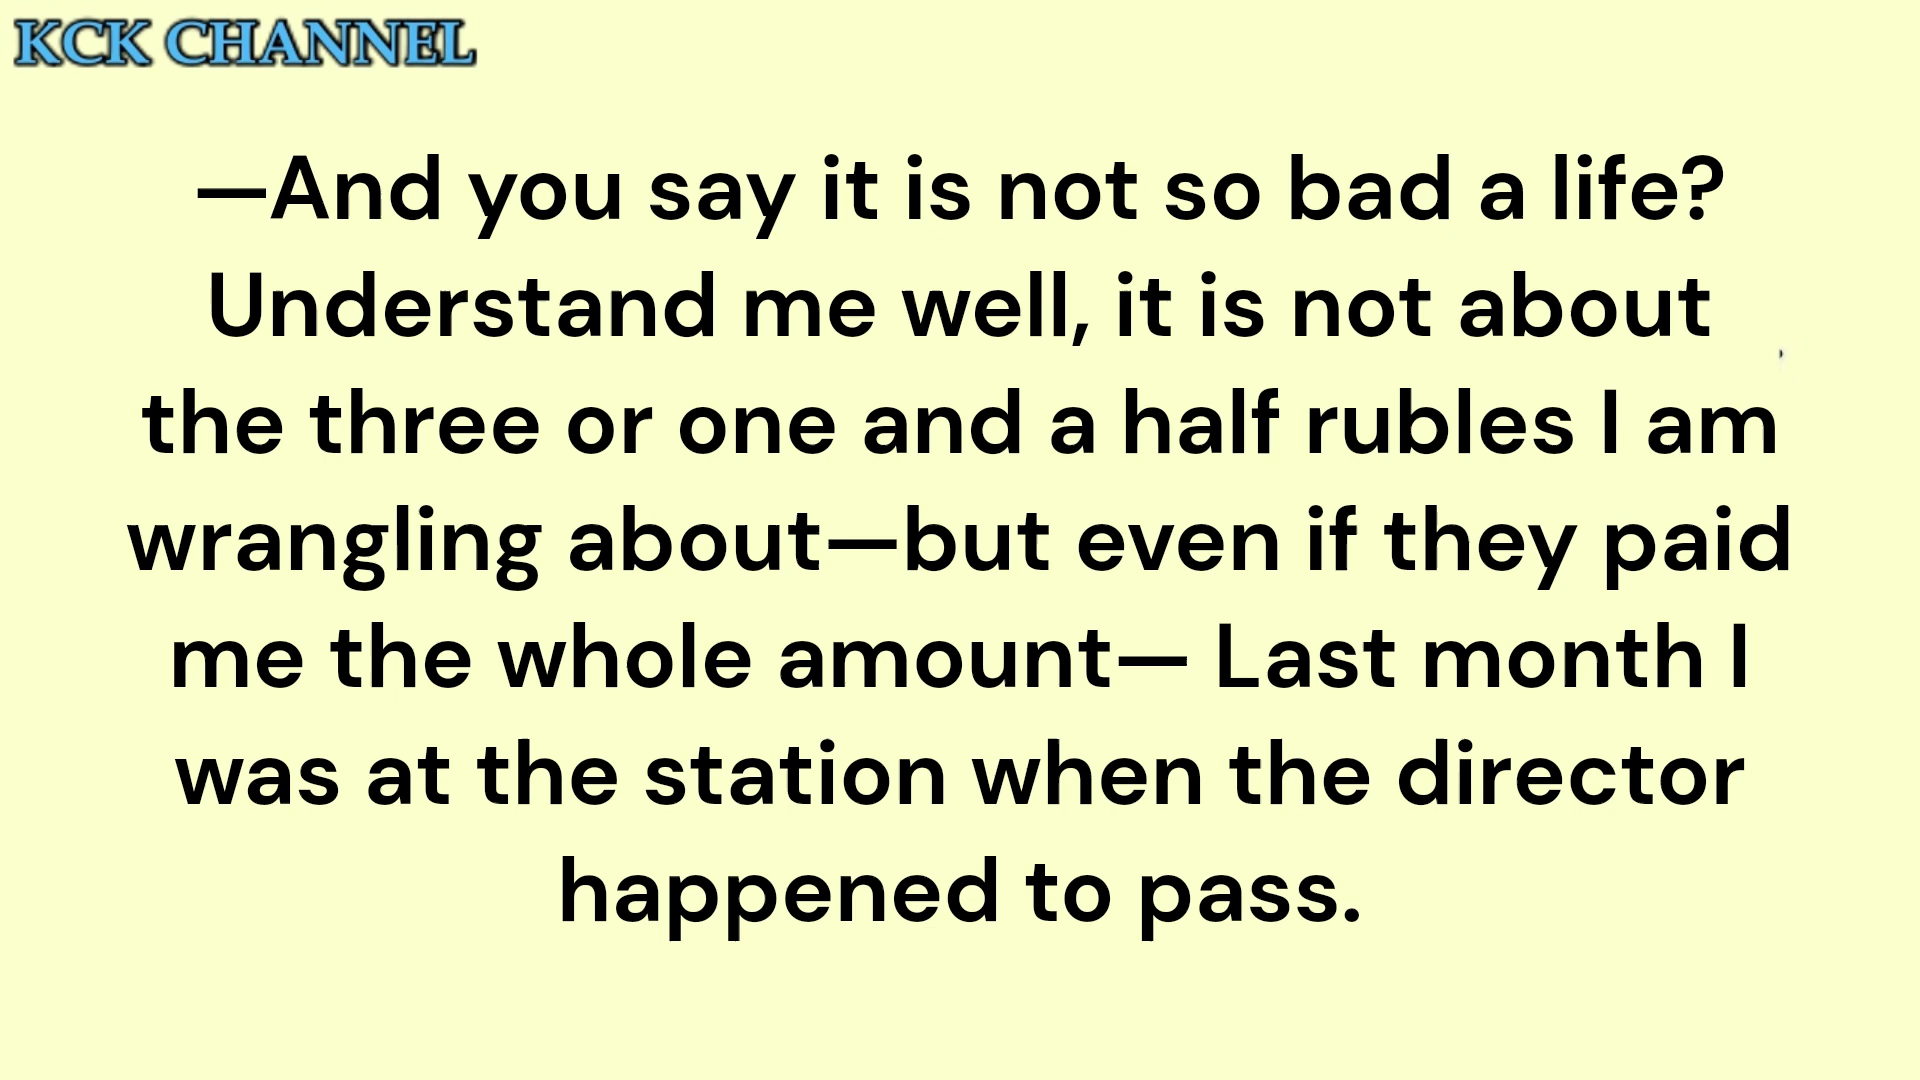 KCK CHANNEL
—And you say it is not so bad a life?
Understand me well, it is not about
the three or one and a half rubles I am
wrangling about—but even if they paid
me the whole amount— Last month I
was at the station when the director
happened to pass.